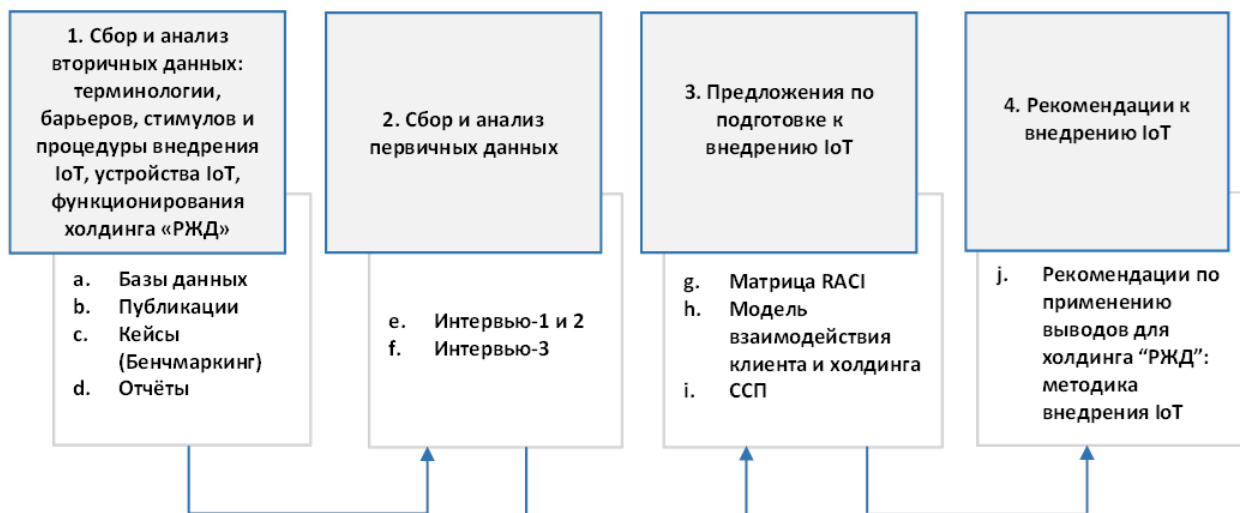 1. Сбор и анализ
вторичных данных:
терминологии,
барьеров, стимулов и
процедуры внедрения
IoT, устройства IoT,
функционирования
холдинга «РЖД»
a. Базы данных
b. Публикации
c. Кейсы
(Бенчмаркинг)
d. Отчёты
2. Сбор и анализ
первичных данных
e. Интервью-1 и 2
f. Интервью-3
3. Предложения по
подготовке к
внедрению IoT
g. Матрица RACI
h. Модель
взаимодействия
клиента и холдинга
i. ССП
4. Рекомендации к
внедрению IoT
j. Рекомендации по
применению
выводов для
холдинга “РЖД”:
методика
внедрения IoT